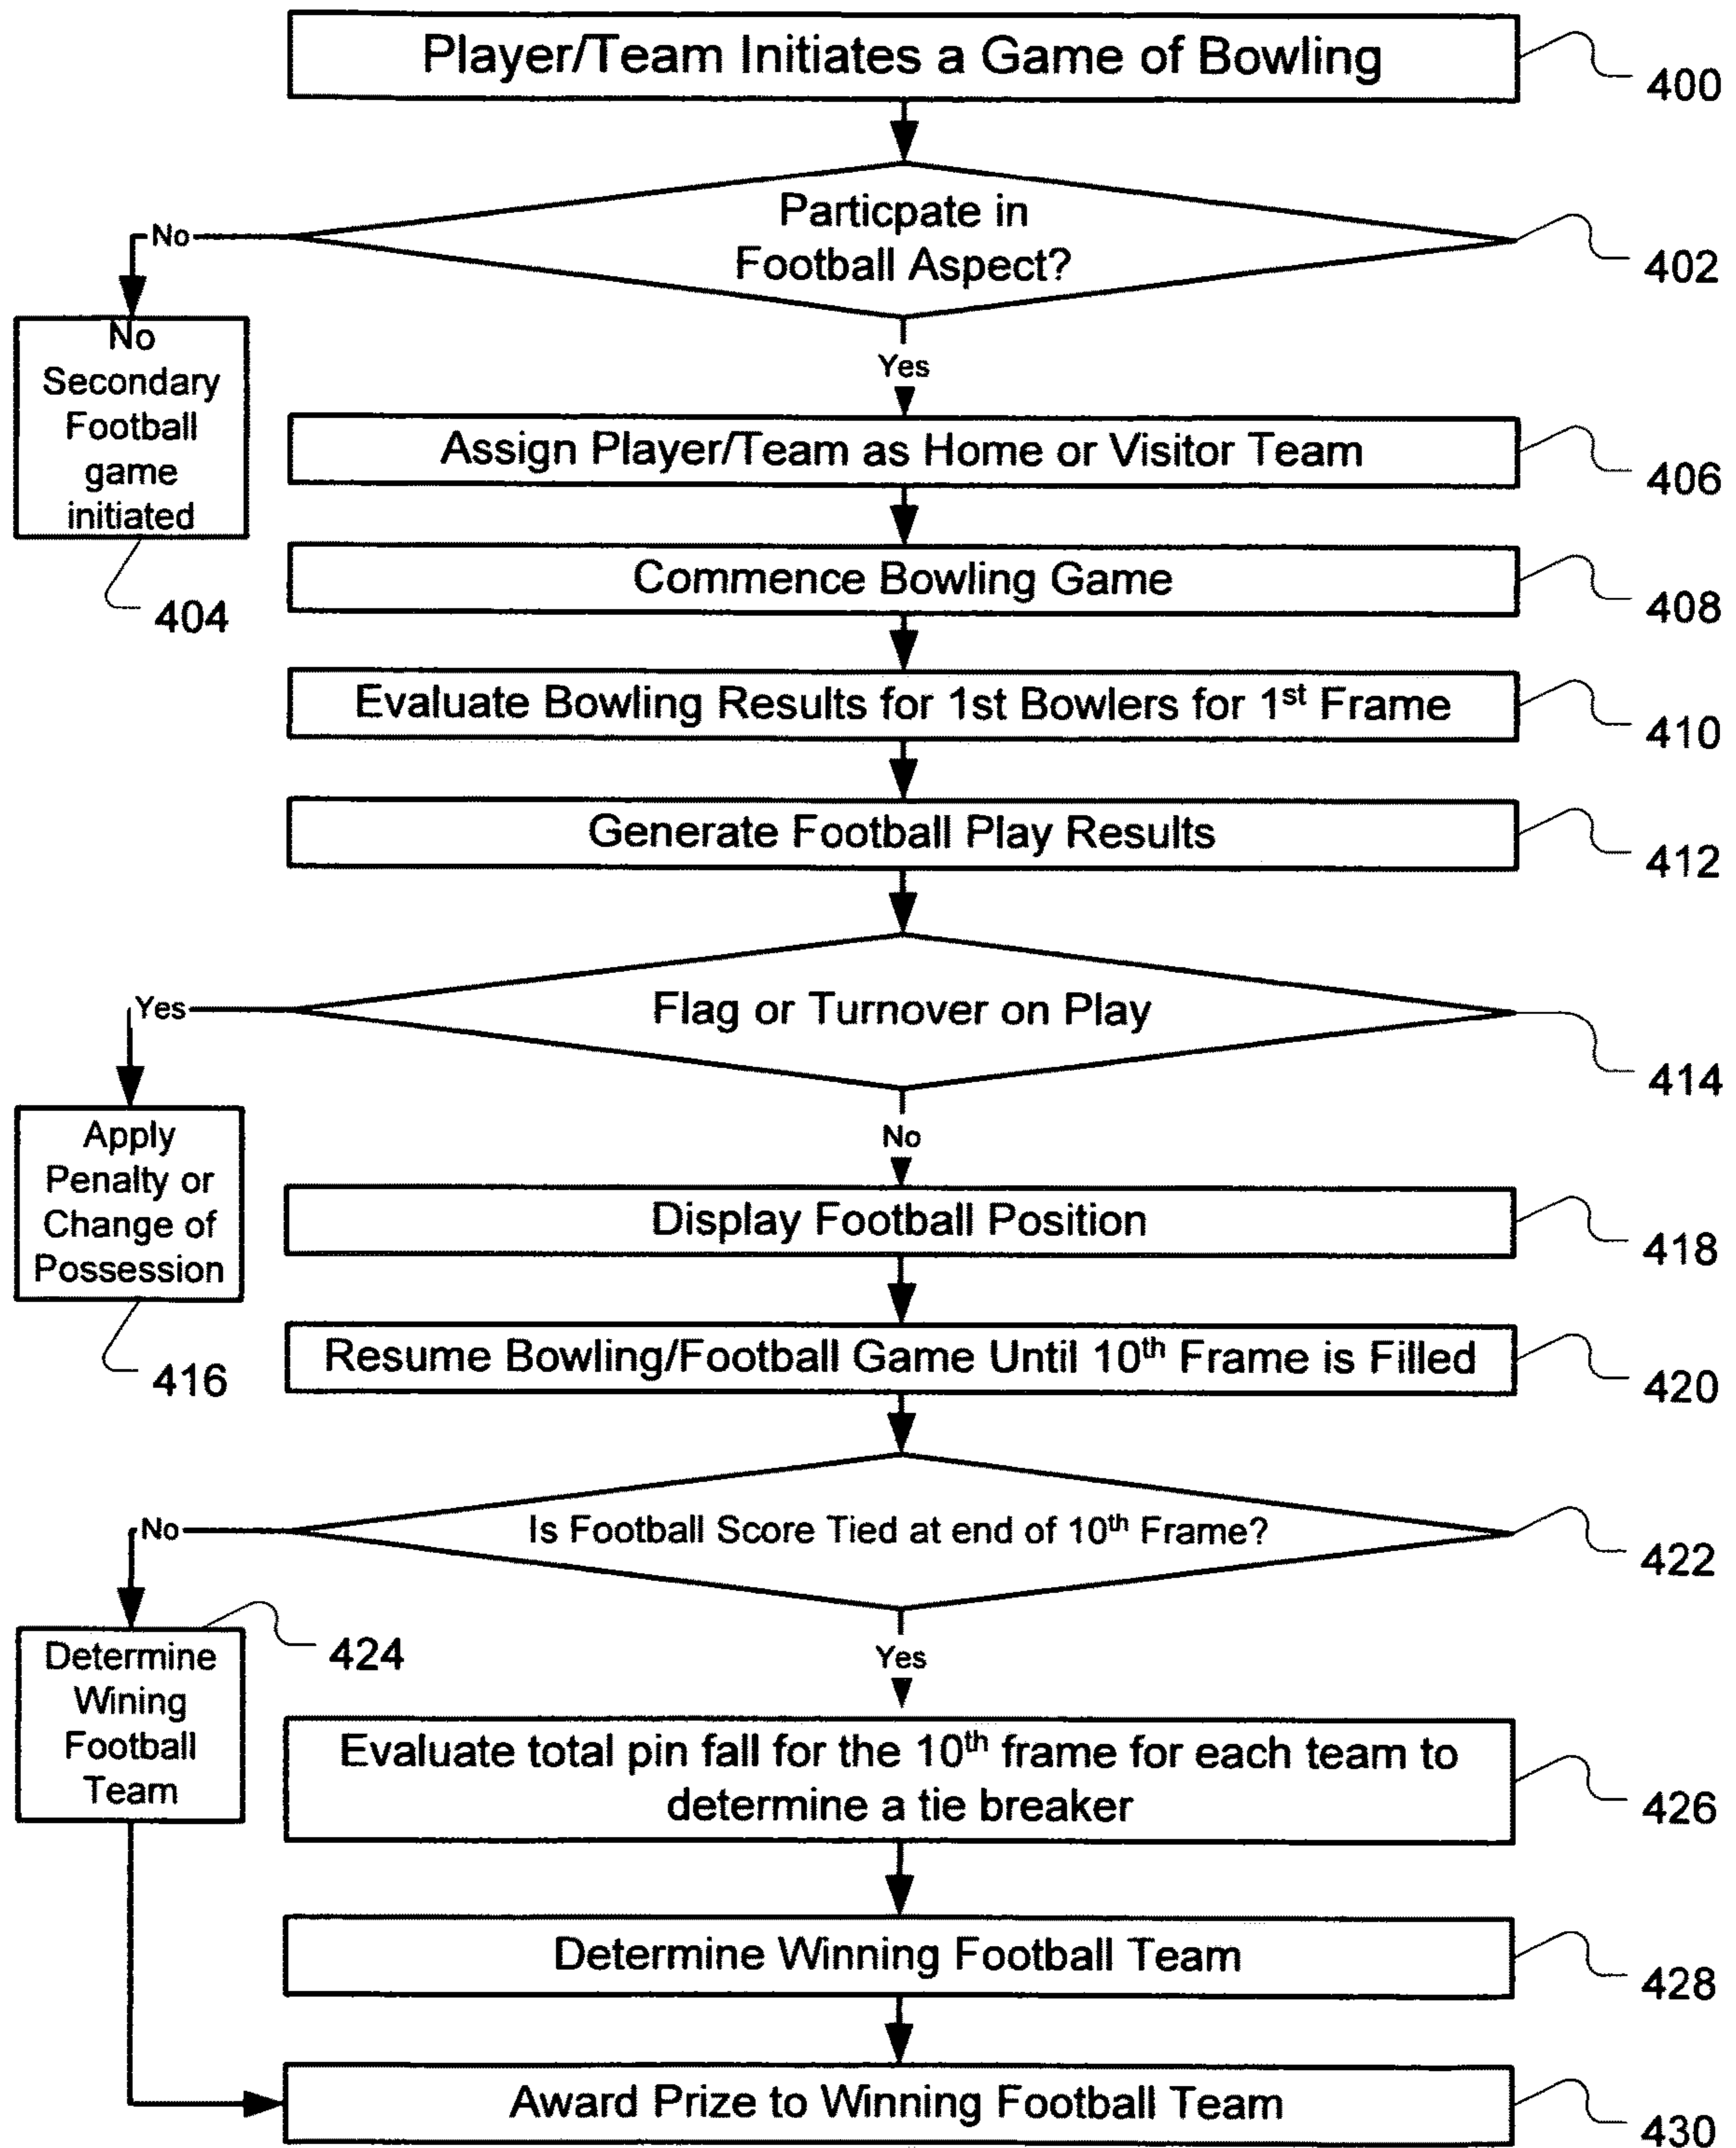 Player/Team Initiates a Game of Bowling
400
Particpate in
Football Aspect?
402
No
No
Secondary
Football
game
initiated
404
Yes
Assign Player/Team as Home or Visitor Team
406
Commence Bowling Game
408
Evaluate Bowling Results for 1st Bowlers for 1st Frame
410
Generate Football Play Results
412
Flag or Turnover on Play
414
Yes
Apply
Penalty or
Change of
Possession
416
No
Display Football Position
418
Resume Bowling/Football Game Until 10th Frame is Filled
420
Is Football Score Tied at end of 10th Frame?
422
No
Determine
Wining
Football
Team
424
Yes
Evaluate total pin fall for the 10th frame for each team to
determine a tie breaker
426
Determine Winning Football Team
428
Award Prize to Winning Football Team
430